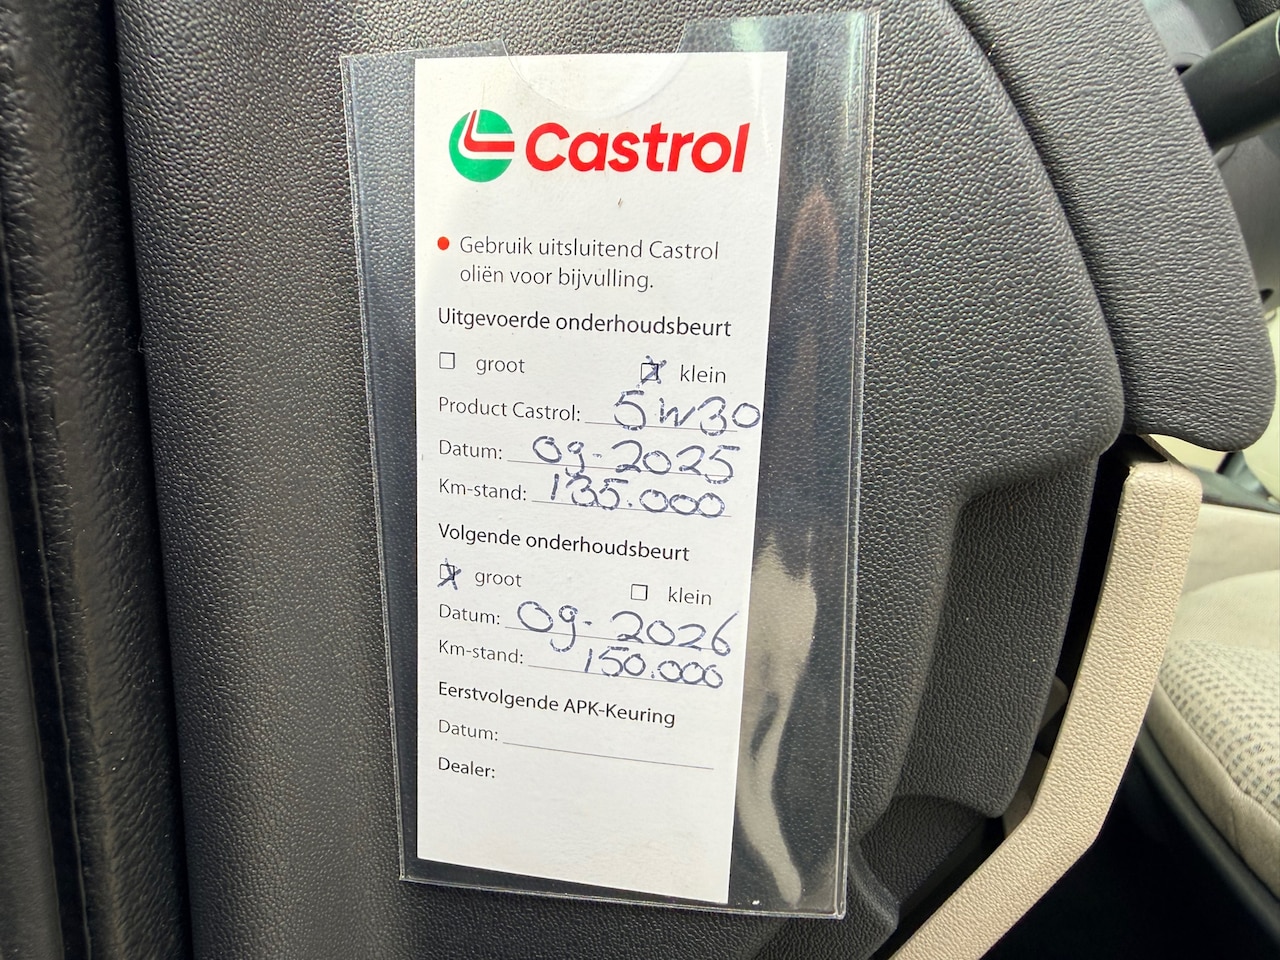 Castrol
Gebruik uitsluitend Castrol
oliën voor bijvulling.
Uitgevoerde onderhoudsbeurt
groot klein
Product Castrol: 5W30
Datum: 09-2025
Km-stand: 135.000
Volgende onderhoudsbeurt
groot klein
Datum: 09-2026
Km-stand: 150.000
Eerstvolgende APK-Keuring
Datum:
Dealer: